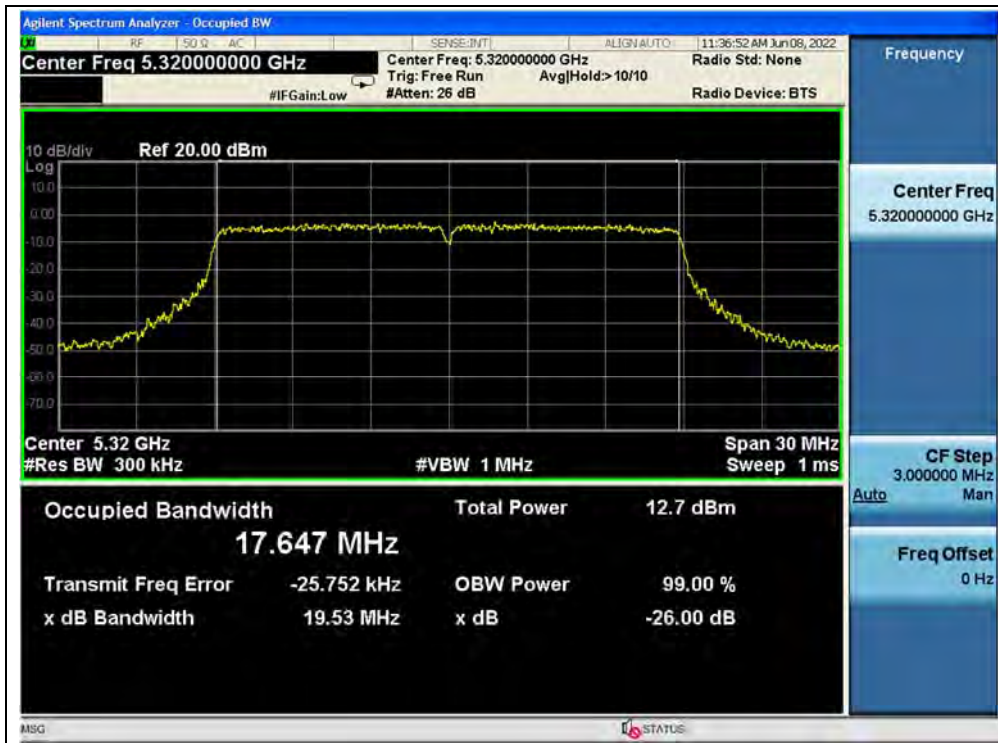 Agilent Spectrum Analyzer - Occupied BW
RF 50 Ω AC SENSE:INT ALIGN AUTO 11:36:52 AM Jun 08, 2022
Center Freq 5.320000000 GHz
Center Freq: 5.320000000 GHz
Radio Std: None
Trig: Free Run Avg|Hold:> 10/10
#IFGain:Low
#Atten: 26 dB
Radio Device: BTS
Frequency
10 dB/div Ref 20.00 dBm
Log
10.0
0.00
-10.0
-20.0
-30.0
-40.0
-50.0
-60.0
-70.0
Center Freq
5.320000000 GHz
Center 5.32 GHz
Span 30 MHz
#Res BW 300 kHz
#VBW 1 MHz
Sweep 1 ms
CF Step
3.000000 MHz
Auto Man
Occupied Bandwidth
Total Power 12.7 dBm
17.647 MHz
Freq Offset
0 Hz
Transmit Freq Error -25.752 kHz OBW Power 99.00 %
x dB Bandwidth 19.53 MHz x dB -26.00 dB
MSG
STATUS